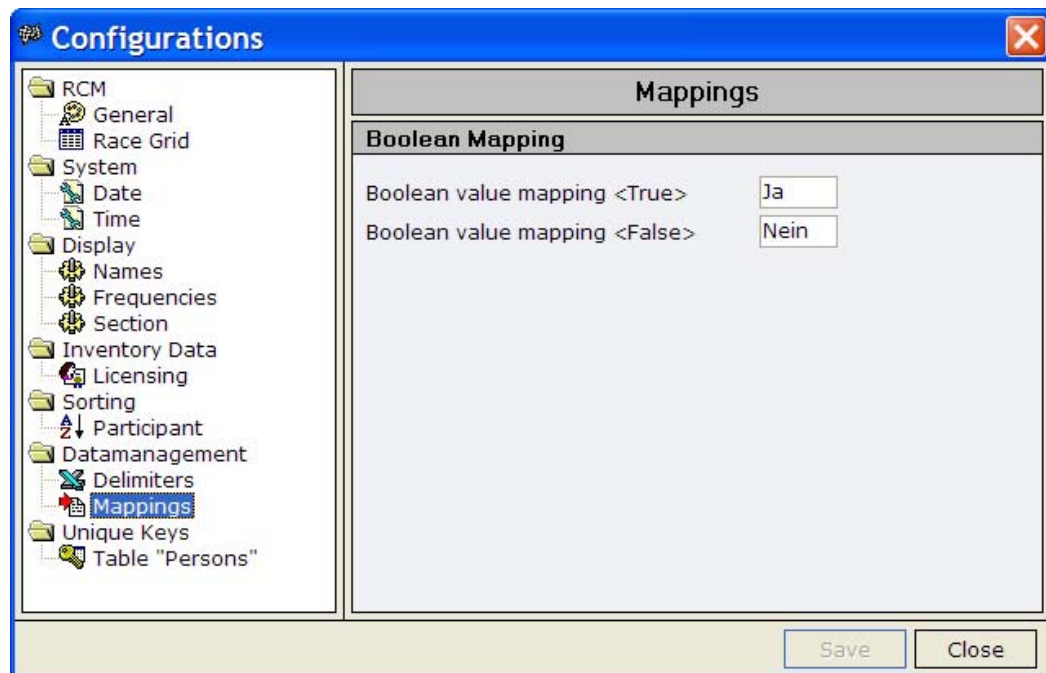 Configurations
RCM
General
Race Grid
System
Date
Time
Display
Names
Frequencies
Section
Inventory Data
Licensing
Sorting
Participant
Datamanagement
Delimiters
Mappings
Unique Keys
Table "Persons"
Mappings
Boolean Mapping
Boolean value mapping <True> Ja
Boolean value mapping <False> Nein
Save Close